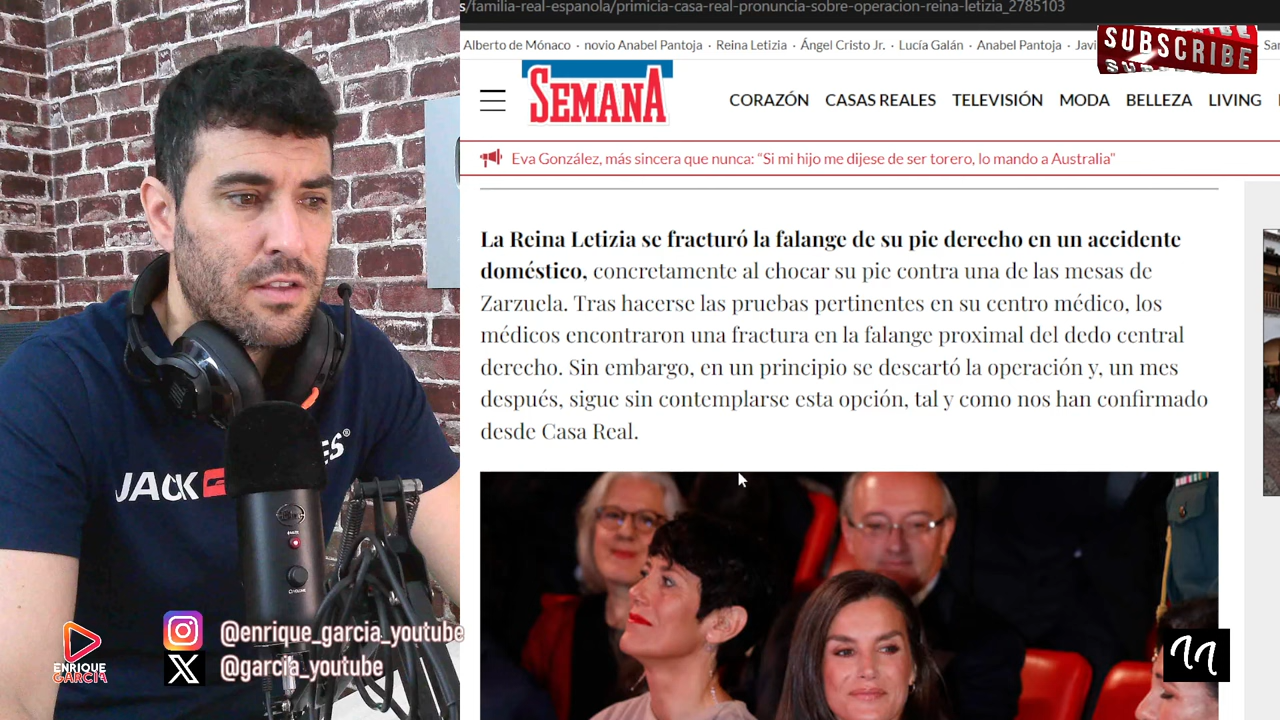 s/familia-real-espanola/primicia-casa-real-pronuncia-sobre-operacion-reina-letizia_2785103
Alberto de Mónaco · novio Anabel Pantoja · Reina Letizia · Ángel Cristo Jr. · Lucía Galán · Anabel Pantoja · Javi
SUBSCRIBE
SEMANA
CORAZÓN CASAS REALES TELEVISIÓN MODA BELLEZA LIVING
Eva González, más sincera que nunca: “Si mi hijo me dijese de ser torero, lo mando a Australia”
La Reina Letizia se fracturó la falange de su pie derecho en un accidente
doméstico, concretamente al chocar su pie contra una de las mesas de
Zarzuela. Tras hacerse las pruebas pertinentes en su centro médico, los
médicos encontraron una fractura en la falange proximal del dedo central
derecho. Sin embargo, en un principio se descartó la operación y, un mes
después, sigue sin contemplarse esta opción, tal y como nos han confirmado
desde Casa Real.
JACK
ES®
ENRIQUE
GARCIA
@enrique_garcia_youtube
@garcia_youtube